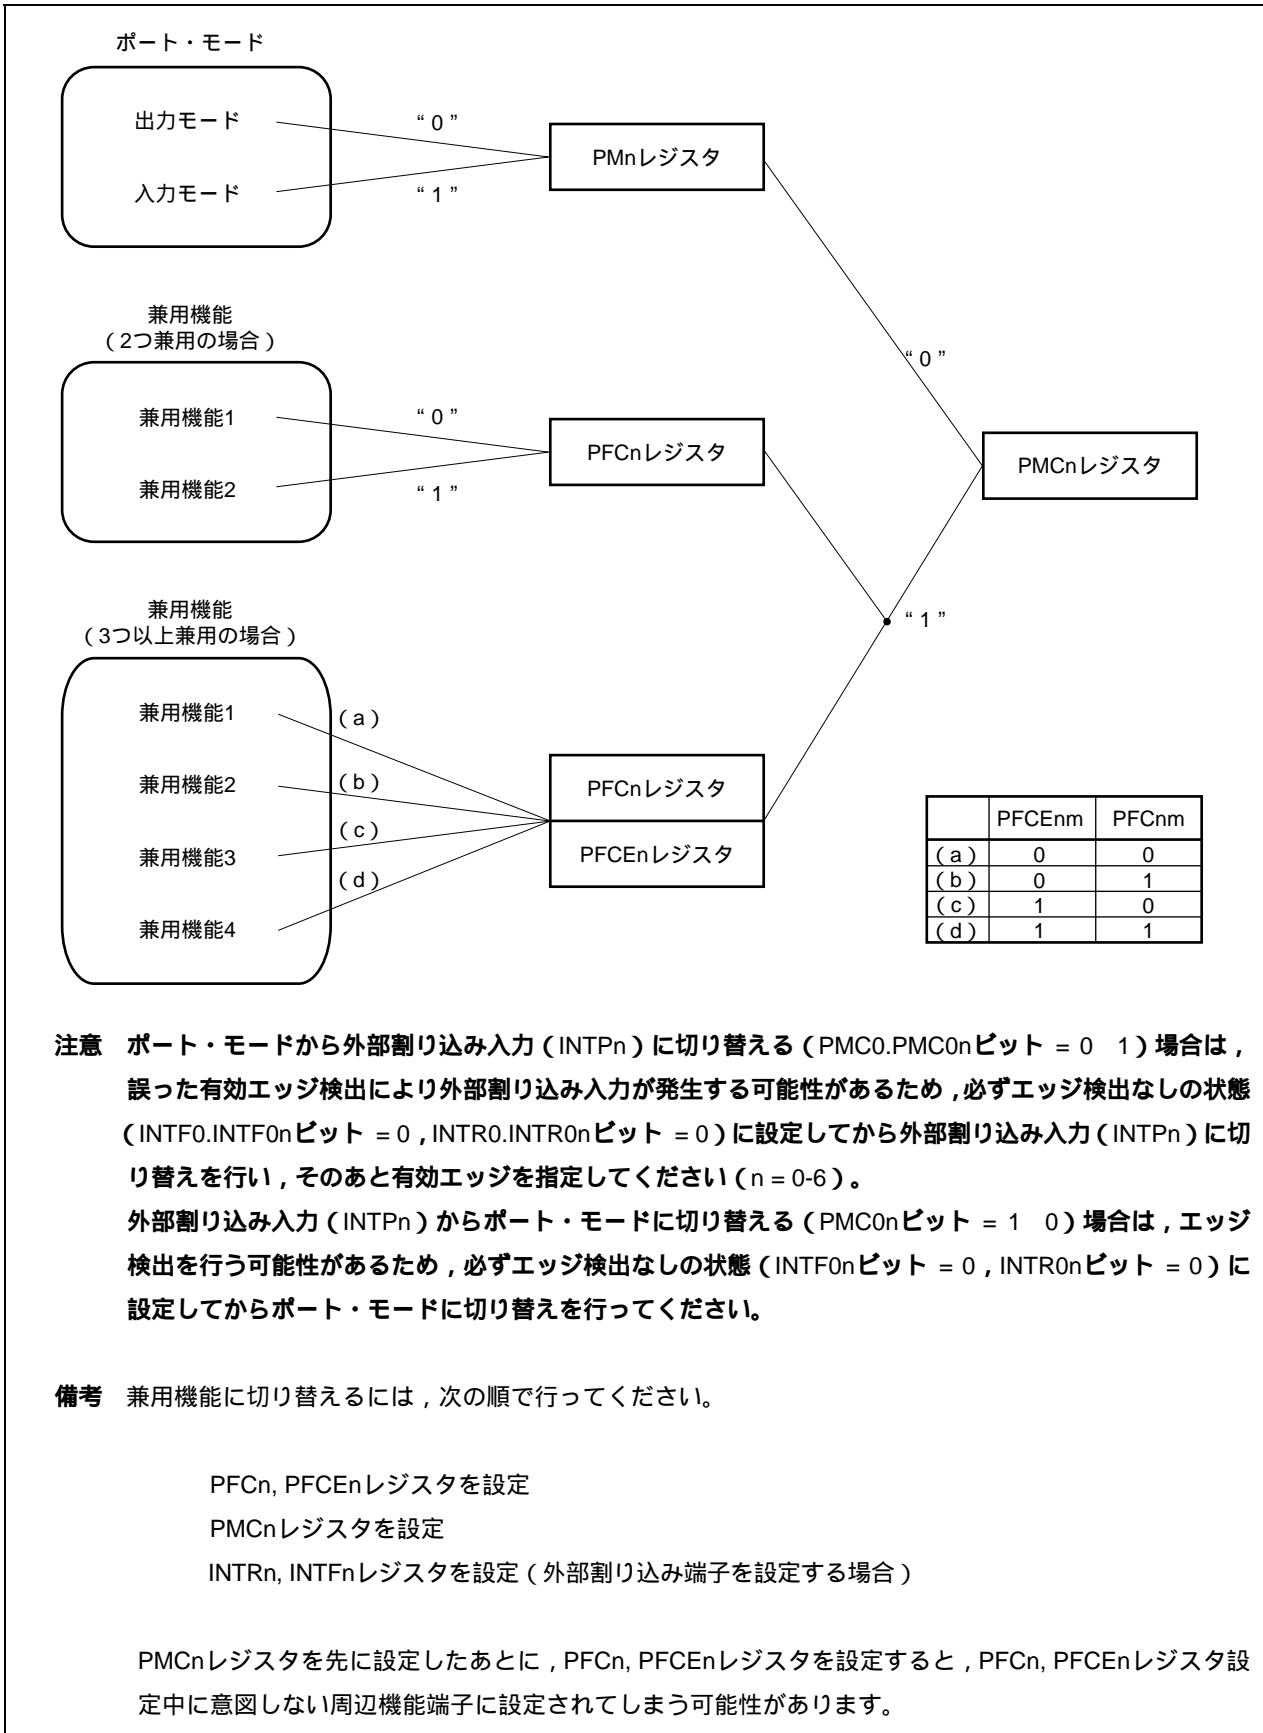 ポート・モード
出力モード
“ 0 ”
PMnレジスタ
入力モード
“ 1 ”
“ 0 ”
兼用機能
（2つ兼用の場合）
兼用機能1
“ 0 ”
PFCnレジスタ
PMCnレジスタ
兼用機能2
“ 1 ”
“ 1 ”
兼用機能
（3つ以上兼用の場合）
兼用機能1
（a）
兼用機能2
（b）
PFCnレジスタ
兼用機能3
（c）
PFCEnレジスタ
兼用機能4
（d）
PFCEnm PFCnm
（a） 0 0
（b） 0 1
（c） 1 0
（d） 1 1
注意 ポート・モードから外部割り込み入力（INTPn）に切り替える（PMC0.PMC0nビット = 0 1）場合は，
誤った有効エッジ検出により外部割り込み入力が発生する可能性があるため，必ずエッジ検出なしの状態
（INTF0.INTF0nビット = 0，INTR0.INTR0nビット = 0）に設定してから外部割り込み入力（INTPn）に切
り替えを行い，そのあと有効エッジを指定してください（n = 0-6）。
外部割り込み入力（INTPn）からポート・モードに切り替える（PMC0nビット = 1 0）場合は，エッジ
検出を行う可能性があるため，必ずエッジ検出なしの状態（INTF0nビット = 0，INTR0nビット = 0）に
設定してからポート・モードに切り替えを行ってください。
備考 兼用機能に切り替えるには，次の順で行ってください。
PFCn, PFCEnレジスタを設定
PMCnレジスタを設定
INTRn, INTFnレジスタを設定（外部割り込み端子を設定する場合）
PMCnレジスタを先に設定したあとに，PFCn, PFCEnレジスタを設定すると，PFCn, PFCEnレジスタ設
定中に意図しない周辺機能端子に設定されてしまう可能性があります。